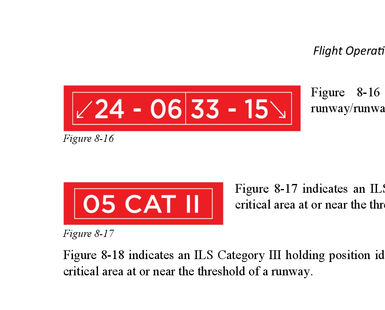 Flight Operati
↙24 - 06 33 - 15↘
Figure 8-16
runway/runwa
Figure 8-16
05 CAT II
Figure 8-17 indicates an ILS
critical area at or near the thre
Figure 8-17
Figure 8-18 indicates an ILS Category III holding position id
critical area at or near the threshold of a runway.